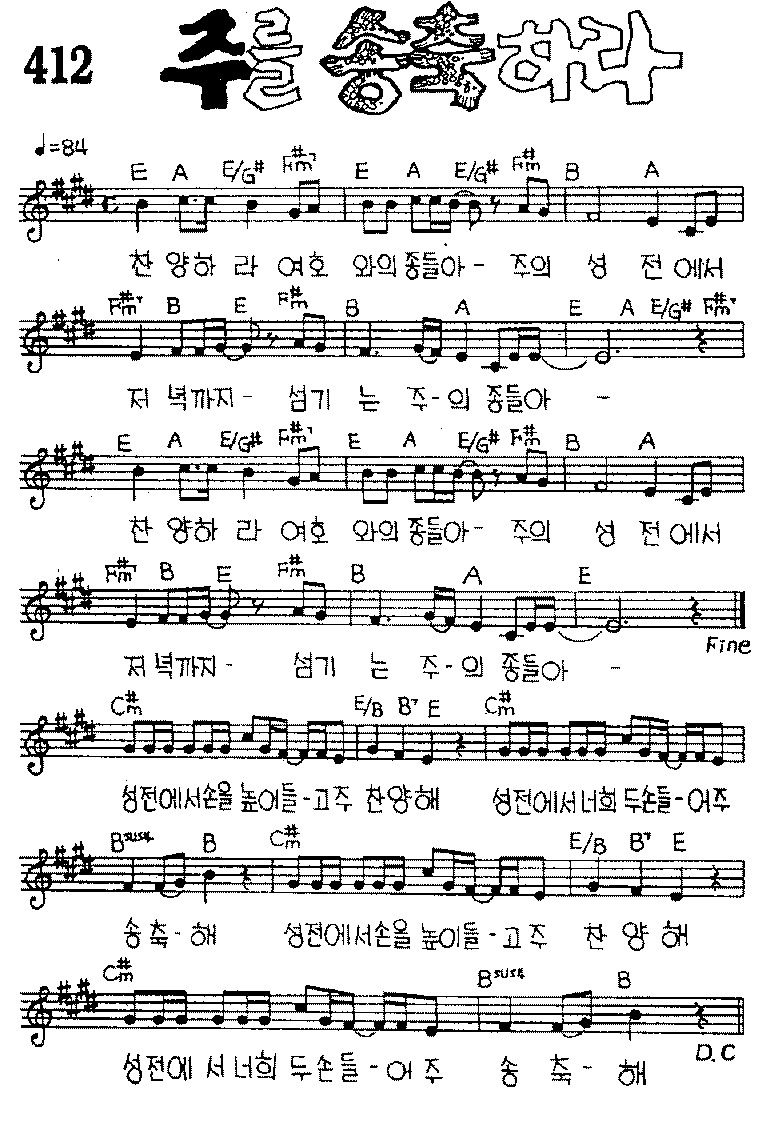 412 주를 송축하라
♩=84
E A E/G# F#m7 E A E/G# F#m B A
찬 양하 라 여호 와의종들아- 주의 성 전에서
F#m7 B E F#m B A E A E/G# F#m7
저 녁까지- 섬기 는 주-의 종들아 -
E A E/G# F#m7 E A E/G# F#m B A
찬 양하 라 여호 와의종들아- 주의 성 전에서
F#m7 B E F#m B A E
Fine
저 녁까지- 섬기 는 주-의 종들아 -
C#m E/B B7 E C#m
성전에서손을높이들-고주 찬양해 성전에서너희두손들-어주
Bsus4 B C#m E/B B7 E
송축-해 성전에서손을높이들-고주 찬 양 해
C#m Bsus4 B
D.C
성전에 서너희 두손들-어주 송 축-해